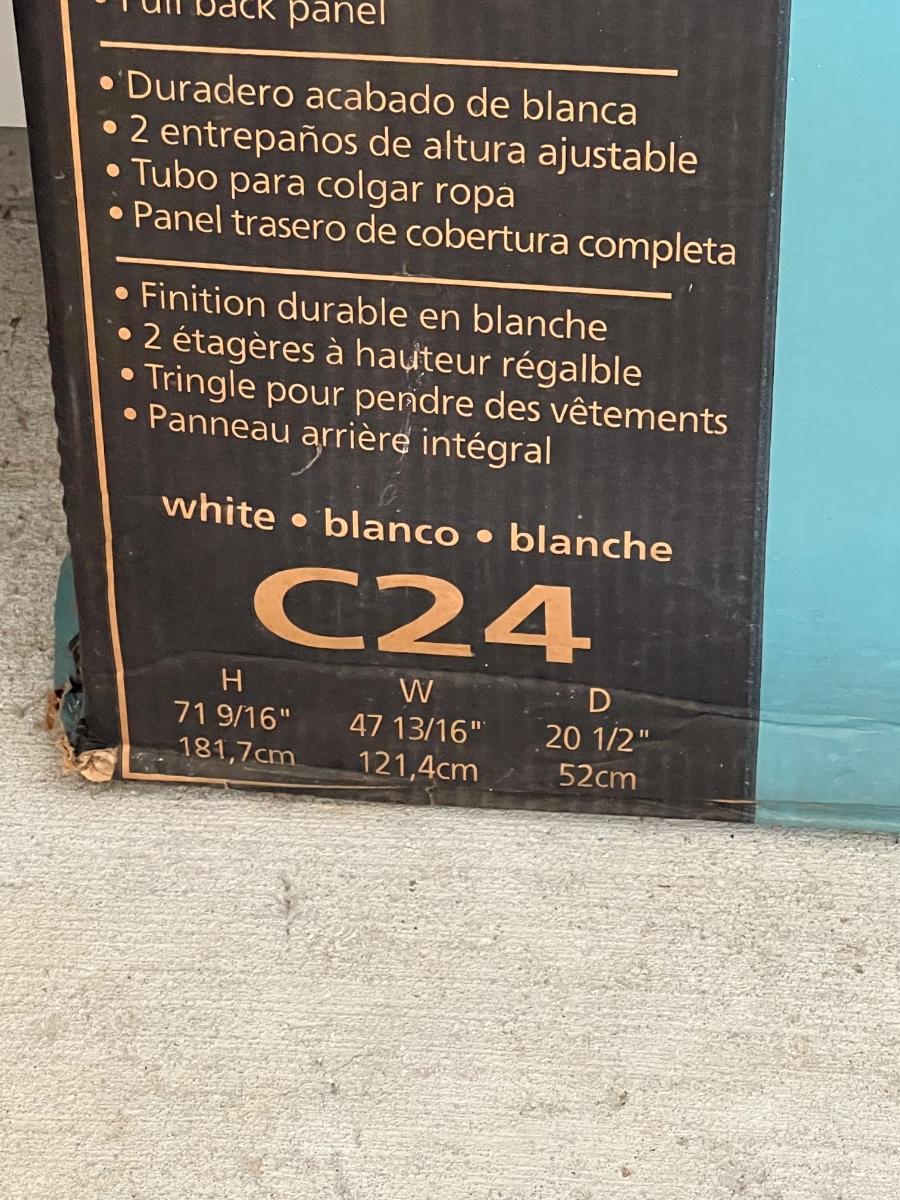 • Full back panel
• Duradero acabado de blanca
• 2 entrepaños de altura ajustable
• Tubo para colgar ropa
• Panel trasero de cobertura completa
• Finition durable en blanche
• 2 étagères à hauteur régalble
• Tringle pour pendre des vêtements
• Panneau arrière intégral
white • blanco • blanche
C24
H W D
71 9/16" 47 13/16" 20 1/2"
181,7cm 121,4cm 52cm